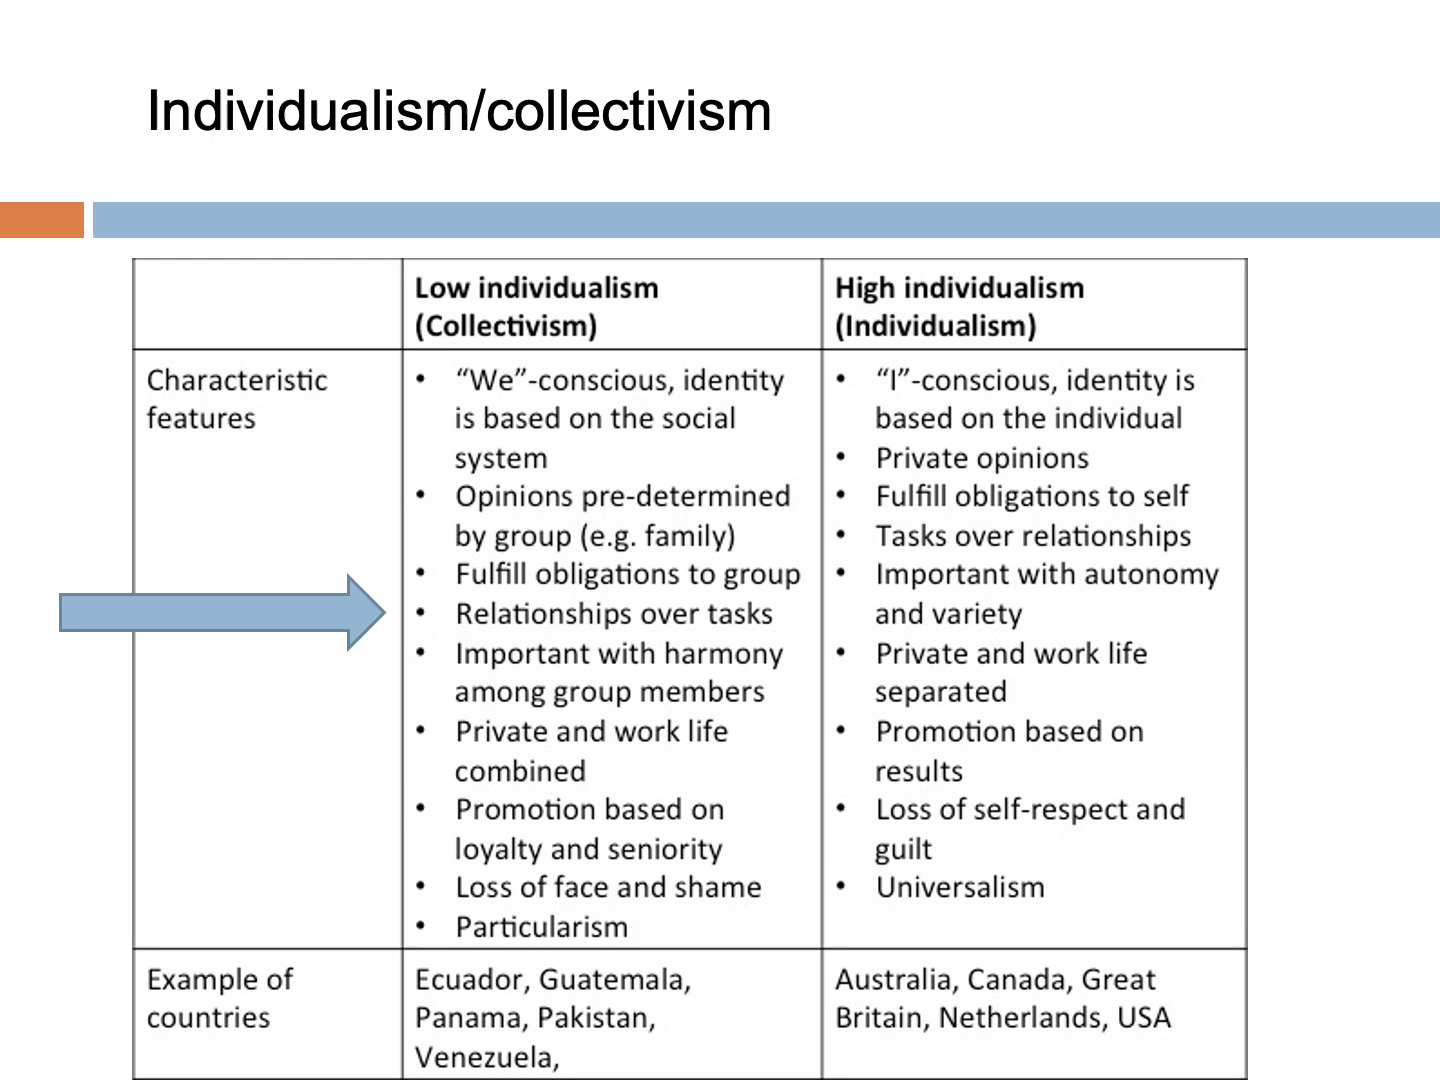 Individualism/collectivism
Low individualism
(Collectivism)
High individualism
(Individualism)
Characteristic
features
• “We”-conscious, identity
is based on the social
system
• Opinions pre-determined
by group (e.g. family)
• Fulfill obligations to group
• Relationships over tasks
• Important with harmony
among group members
• Private and work life
combined
• Promotion based on
loyalty and seniority
• Loss of face and shame
• Particularism
• “I”-conscious, identity is
based on the individual
• Private opinions
• Fulfill obligations to self
• Tasks over relationships
• Important with autonomy
and variety
• Private and work life
separated
• Promotion based on
results
• Loss of self-respect and
guilt
• Universalism
Example of
countries
Ecuador, Guatemala,
Panama, Pakistan,
Venezuela,
Australia, Canada, Great
Britain, Netherlands, USA